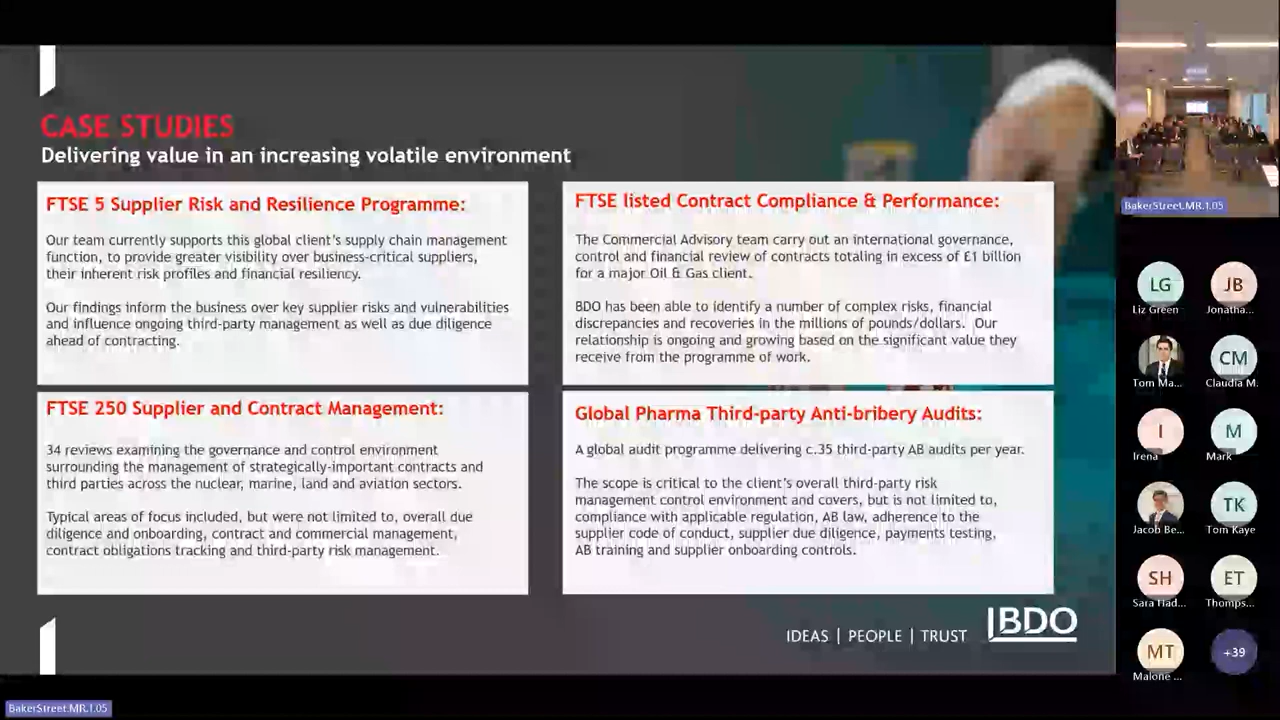 CASE STUDIES
Delivering value in an increasing volatile environment
FTSE 5 Supplier Risk and Resilience Programme:
Our team currently supports this global client's supply chain management
function, to provide greater visibility over business-critical suppliers,
their inherent risk profiles and financial resiliency.
Our findings inform the business over key supplier risks and vulnerabilities
and influence ongoing third-party management as well as due diligence
ahead of contracting.
FTSE listed Contract Compliance & Performance:
The Commercial Advisory team carry out an international governance,
control and financial review of contracts totaling in excess of £1 billion
for a major Oil & Gas client.
BDO has been able to identify a number of complex risks, financial
discrepancies and recoveries in the millions of pounds/dollars. Our
relationship is ongoing and growing based on the significant value they
receive from the programme of work.
FTSE 250 Supplier and Contract Management:
34 reviews examining the governance and control environment
surrounding the management of strategically-important contracts and
third parties across the nuclear, marine, land and aviation sectors.
Typical areas of focus included, but were not limited to, overall due
diligence and onboarding, contract and commercial management,
contract obligations tracking and third-party risk management.
Global Pharma Third-party Anti-bribery Audits:
A global audit programme delivering c.35 third-party AB audits per year.
The scope is critical to the client's overall third-party risk
management control environment and covers, but is not limited to,
compliance with applicable regulation, AB law, adherence to the
supplier code of conduct, supplier due diligence, payments testing,
AB training and supplier onboarding controls.
IDEAS | PEOPLE | TRUST
BDO
BakerStreet.MR.1.05
BakerStreet.MR.1.05
LG
JB
Liz Green
Jonatha...
CM
Tom Ma...
Claudia M.
I
M
Irena
Mark
TK
Jacob Be...
Tom Kaye
SH
ET
Sara Had...
Thomps...
MT
+39
Malone ...